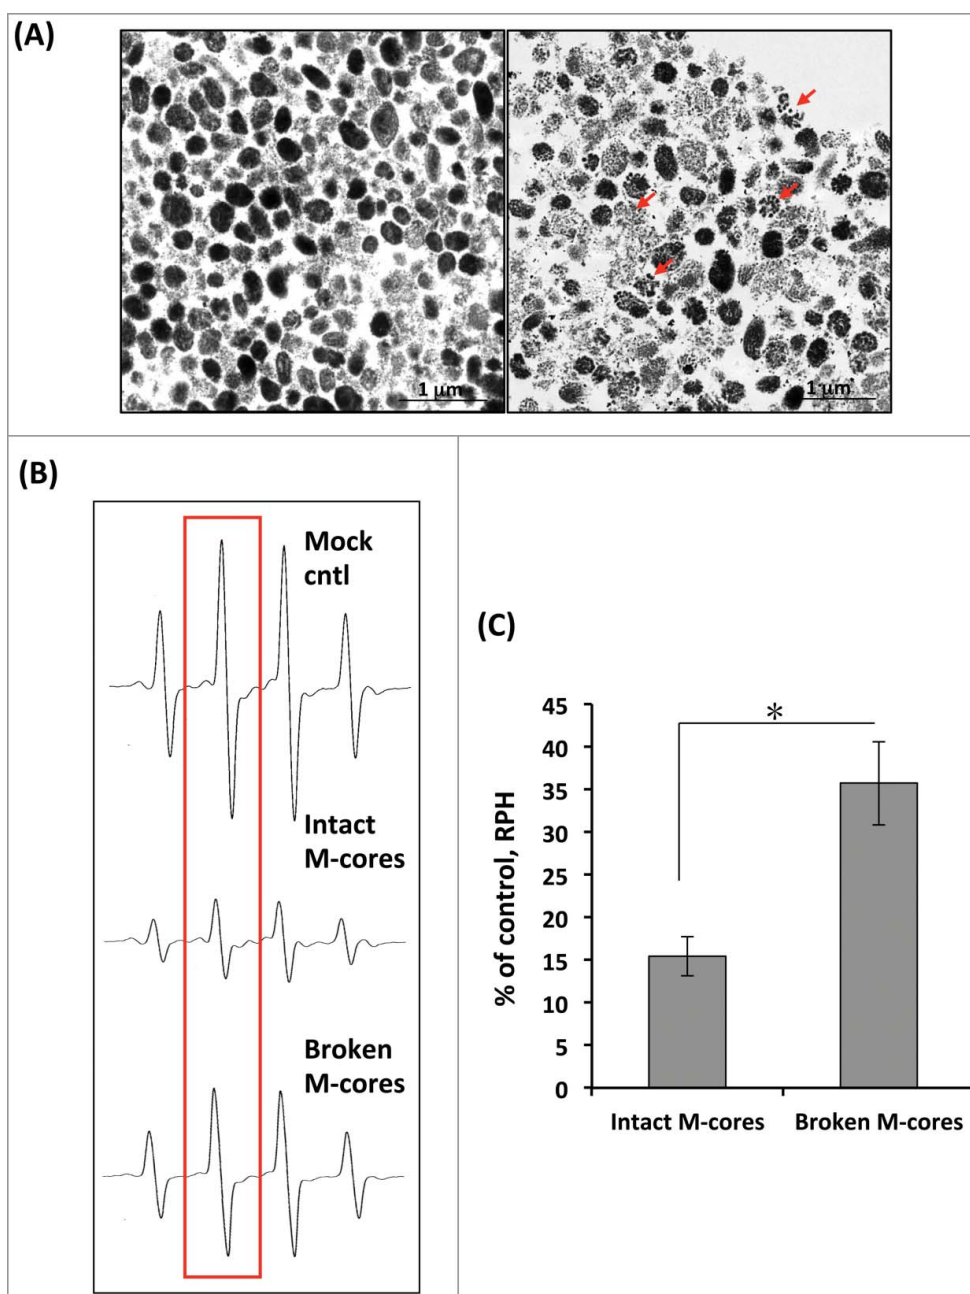 (A)
1 µm
1 µm
(B)
Mock
cntl
Intact
M-cores
Broken
M-cores
(C)
% of control, RPH
45
40
35
30
25
20
15
10
5
0
*
Intact M-cores
Broken M-cores